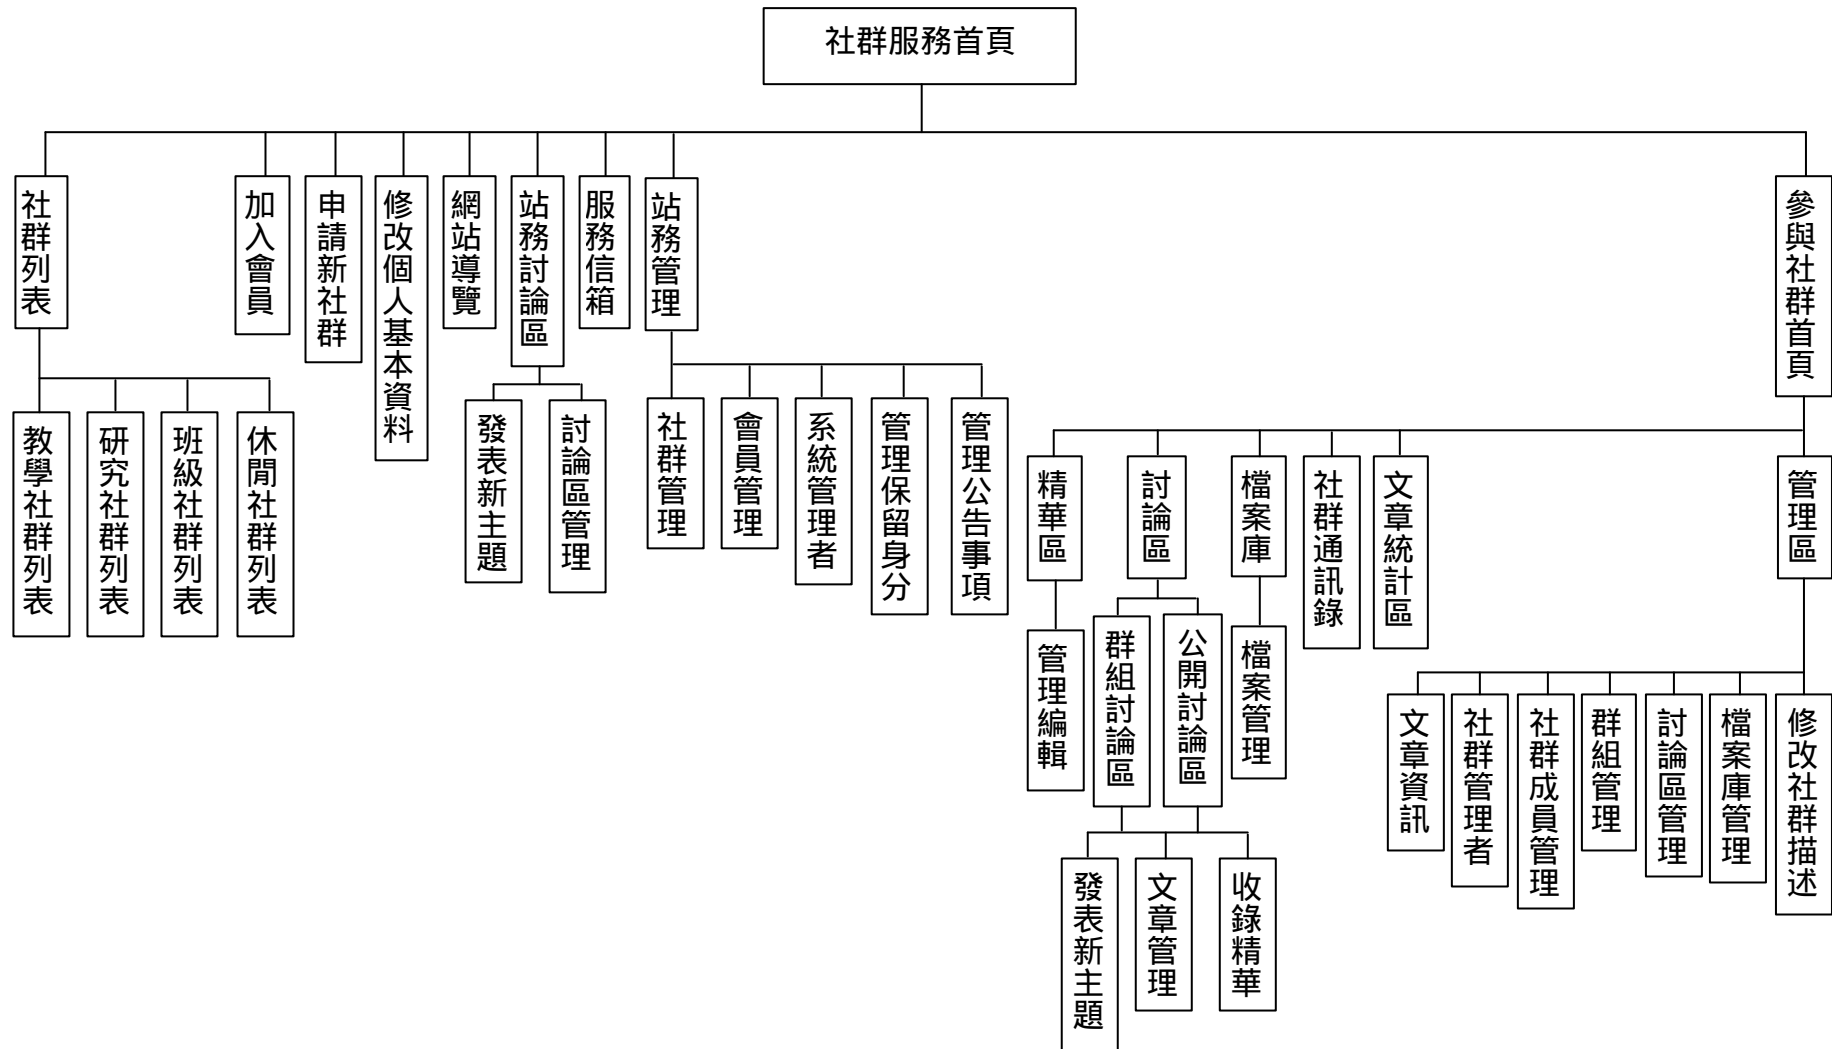 社群服務首頁
社群列表
加入會員
申請新社群
修改個人基本資料
網站導覽
站務討論區
服務信箱
站務管理
參與社群首頁
教學社群列表
研究社群列表
班級社群列表
休閒社群列表
發表新主題
討論區管理
社群管理
會員管理
系統管理者
管理保留身分
管理公告事項
精華區
討論區
檔案庫
社群通訊錄
文章統計區
管理區
管理編輯
群組討論區
公開討論區
檔案管理
文章資訊
社群管理者
社群成員管理
群組管理
討論區管理
檔案庫管理
修改社群描述
發表新主題
文章管理
收錄精華